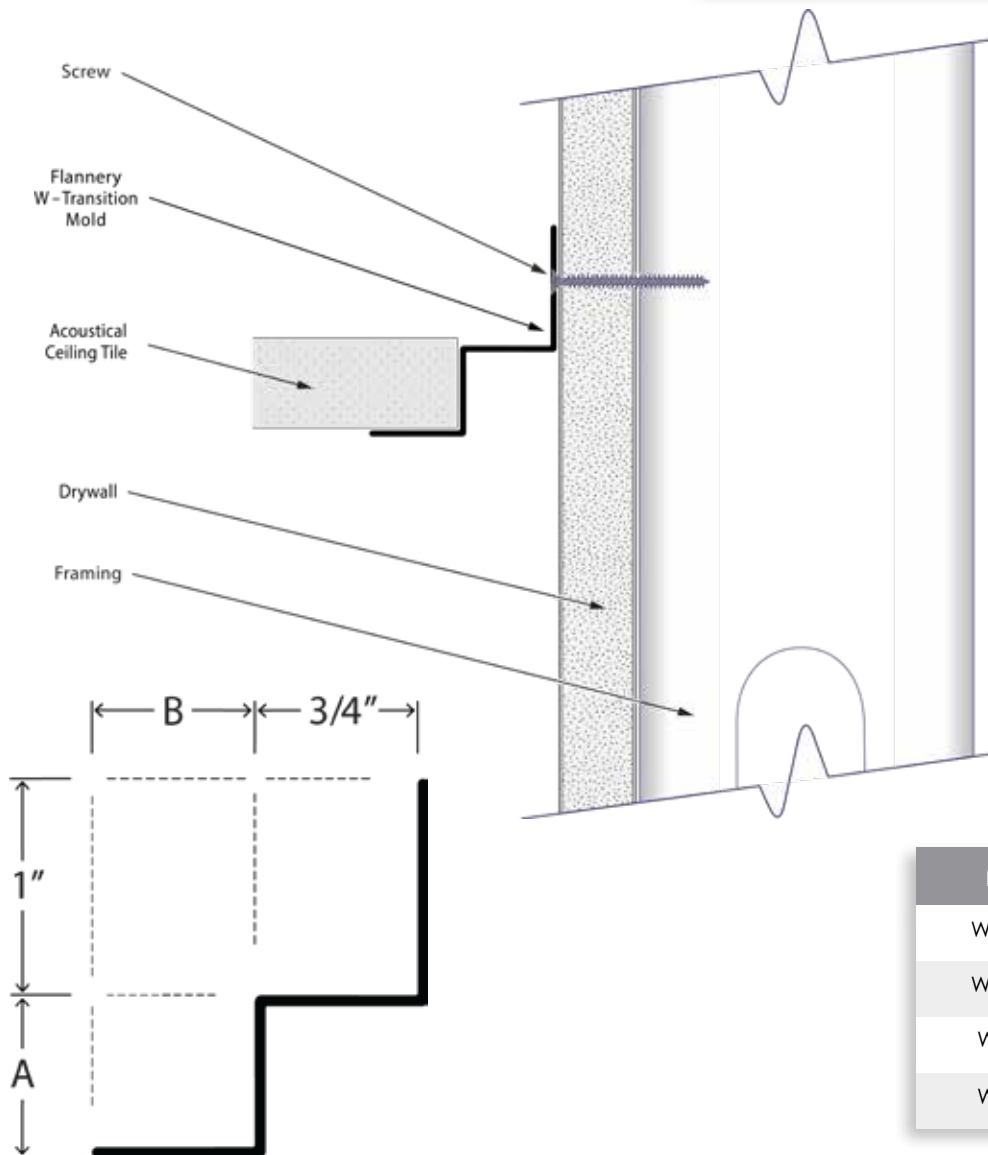 Screw
Flannery
W – Transition
Mold
Acoustical
Ceiling Tile
Drywall
Framing
B
3/4"
1"
A
W
W
W
W